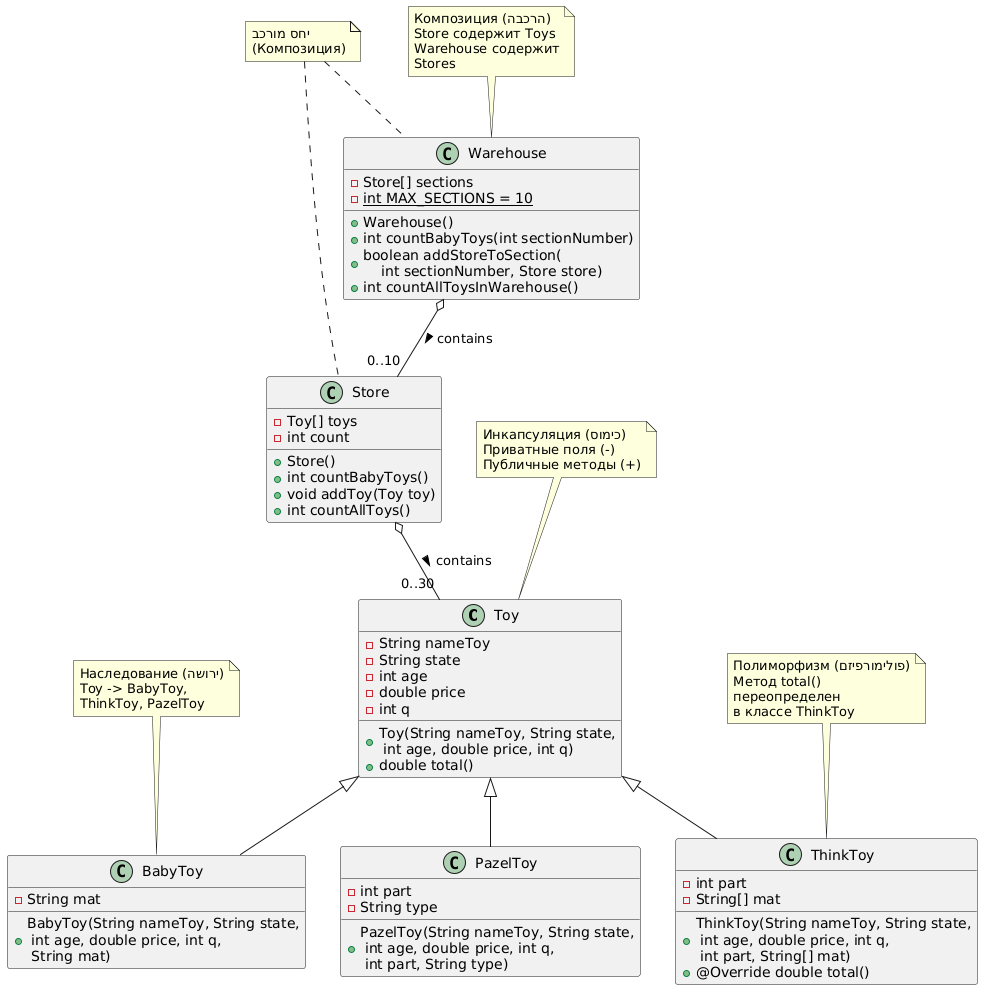 יחס מורכב
(Композиция)
Композиция (הרכבה)
Store содержит Toys
Warehouse содержит
Stores
C Warehouse
Store[] sections
int MAX_SECTIONS = 10
Warehouse()
int countBabyToys(int sectionNumber)
boolean addStoreToSection(
int sectionNumber, Store store)
int countAllToysInWarehouse()
contains
0..10
C Store
Toy[] toys
int count
Store()
int countBabyToys()
void addToy(Toy toy)
int countAllToys()
Инкапсуляция (כימוס)
Приватные поля (-)
Публичные методы (+)
contains
0..30
C Toy
String nameToy
String state
int age
double price
int q
Toy(String nameToy, String state,
int age, double price, int q)
double total()
Наследование (ירושה)
Toy -> BabyToy,
ThinkToy, PazelToy
Полиморфизм (פולימורפיזם)
Метод total()
переопределен
в классе ThinkToy
C BabyToy
String mat
BabyToy(String nameToy, String state,
int age, double price, int q,
String mat)
C PazelToy
int part
String type
PazelToy(String nameToy, String state,
int age, double price, int q,
int part, String type)
C ThinkToy
int part
String[] mat
ThinkToy(String nameToy, String state,
int age, double price, int q,
int part, String[] mat)
@Override double total()